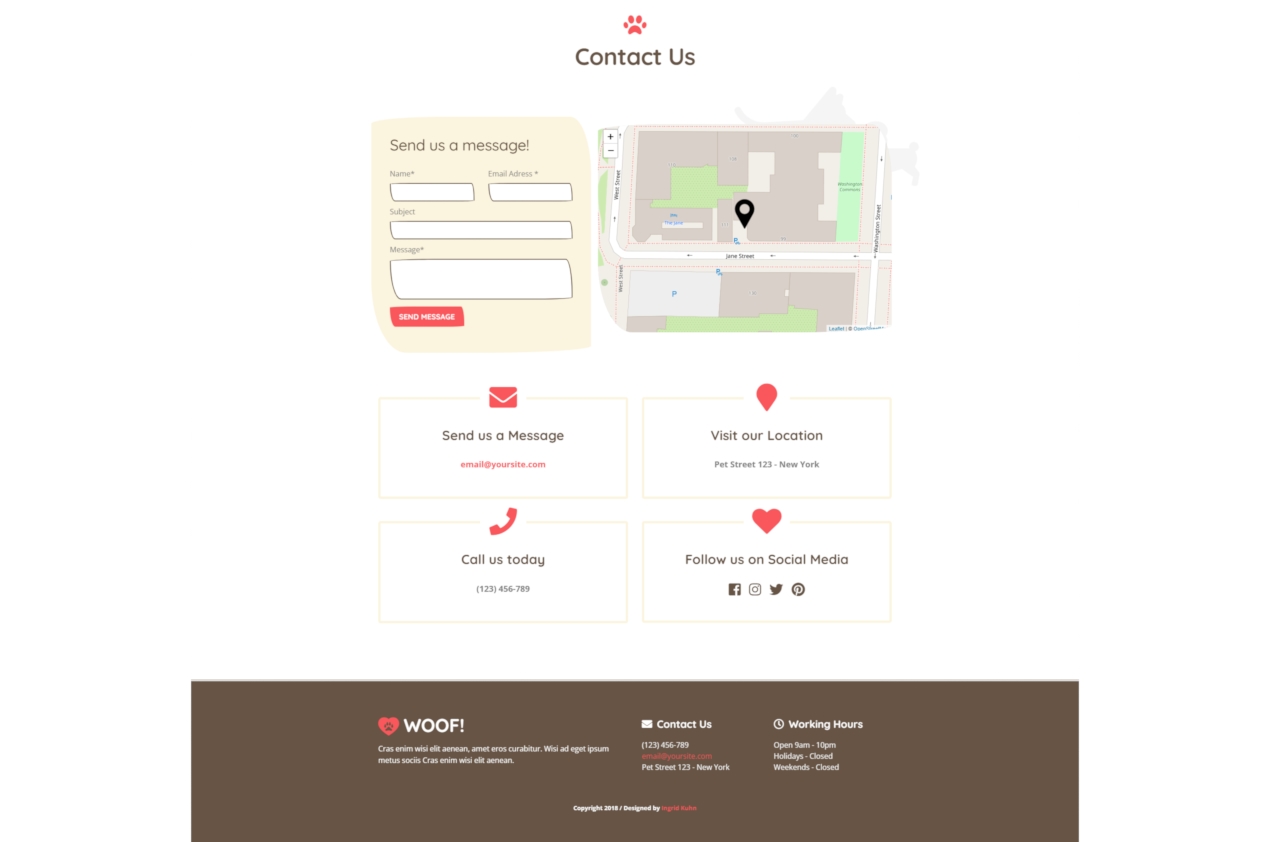 Contact Us
Send us a message!
Name*
Email Adress *
Subject
Message*
SEND MESSAGE
+
−
West Street
Washington Commons
Washington Street
The Jane
Jane Street
West Street
P
Leaflet | ©
Send us a Message
email@yoursite.com
Visit our Location
Pet Street 123 - New York
Call us today
(123) 456-789
Follow us on Social Media
WOOF!
Cras enim wisi elit aenean, amet eros curabitur. Wisi ad eget ipsum
metus sociis Cras enim wisi elit aenean.
Contact Us
(123) 456-789
email@yoursite.com
Pet Street 123 - New York
Working Hours
Open 9am - 10pm
Holidays - Closed
Weekends - Closed
Copyright 2018 / Designed by Ingrid Kuhn